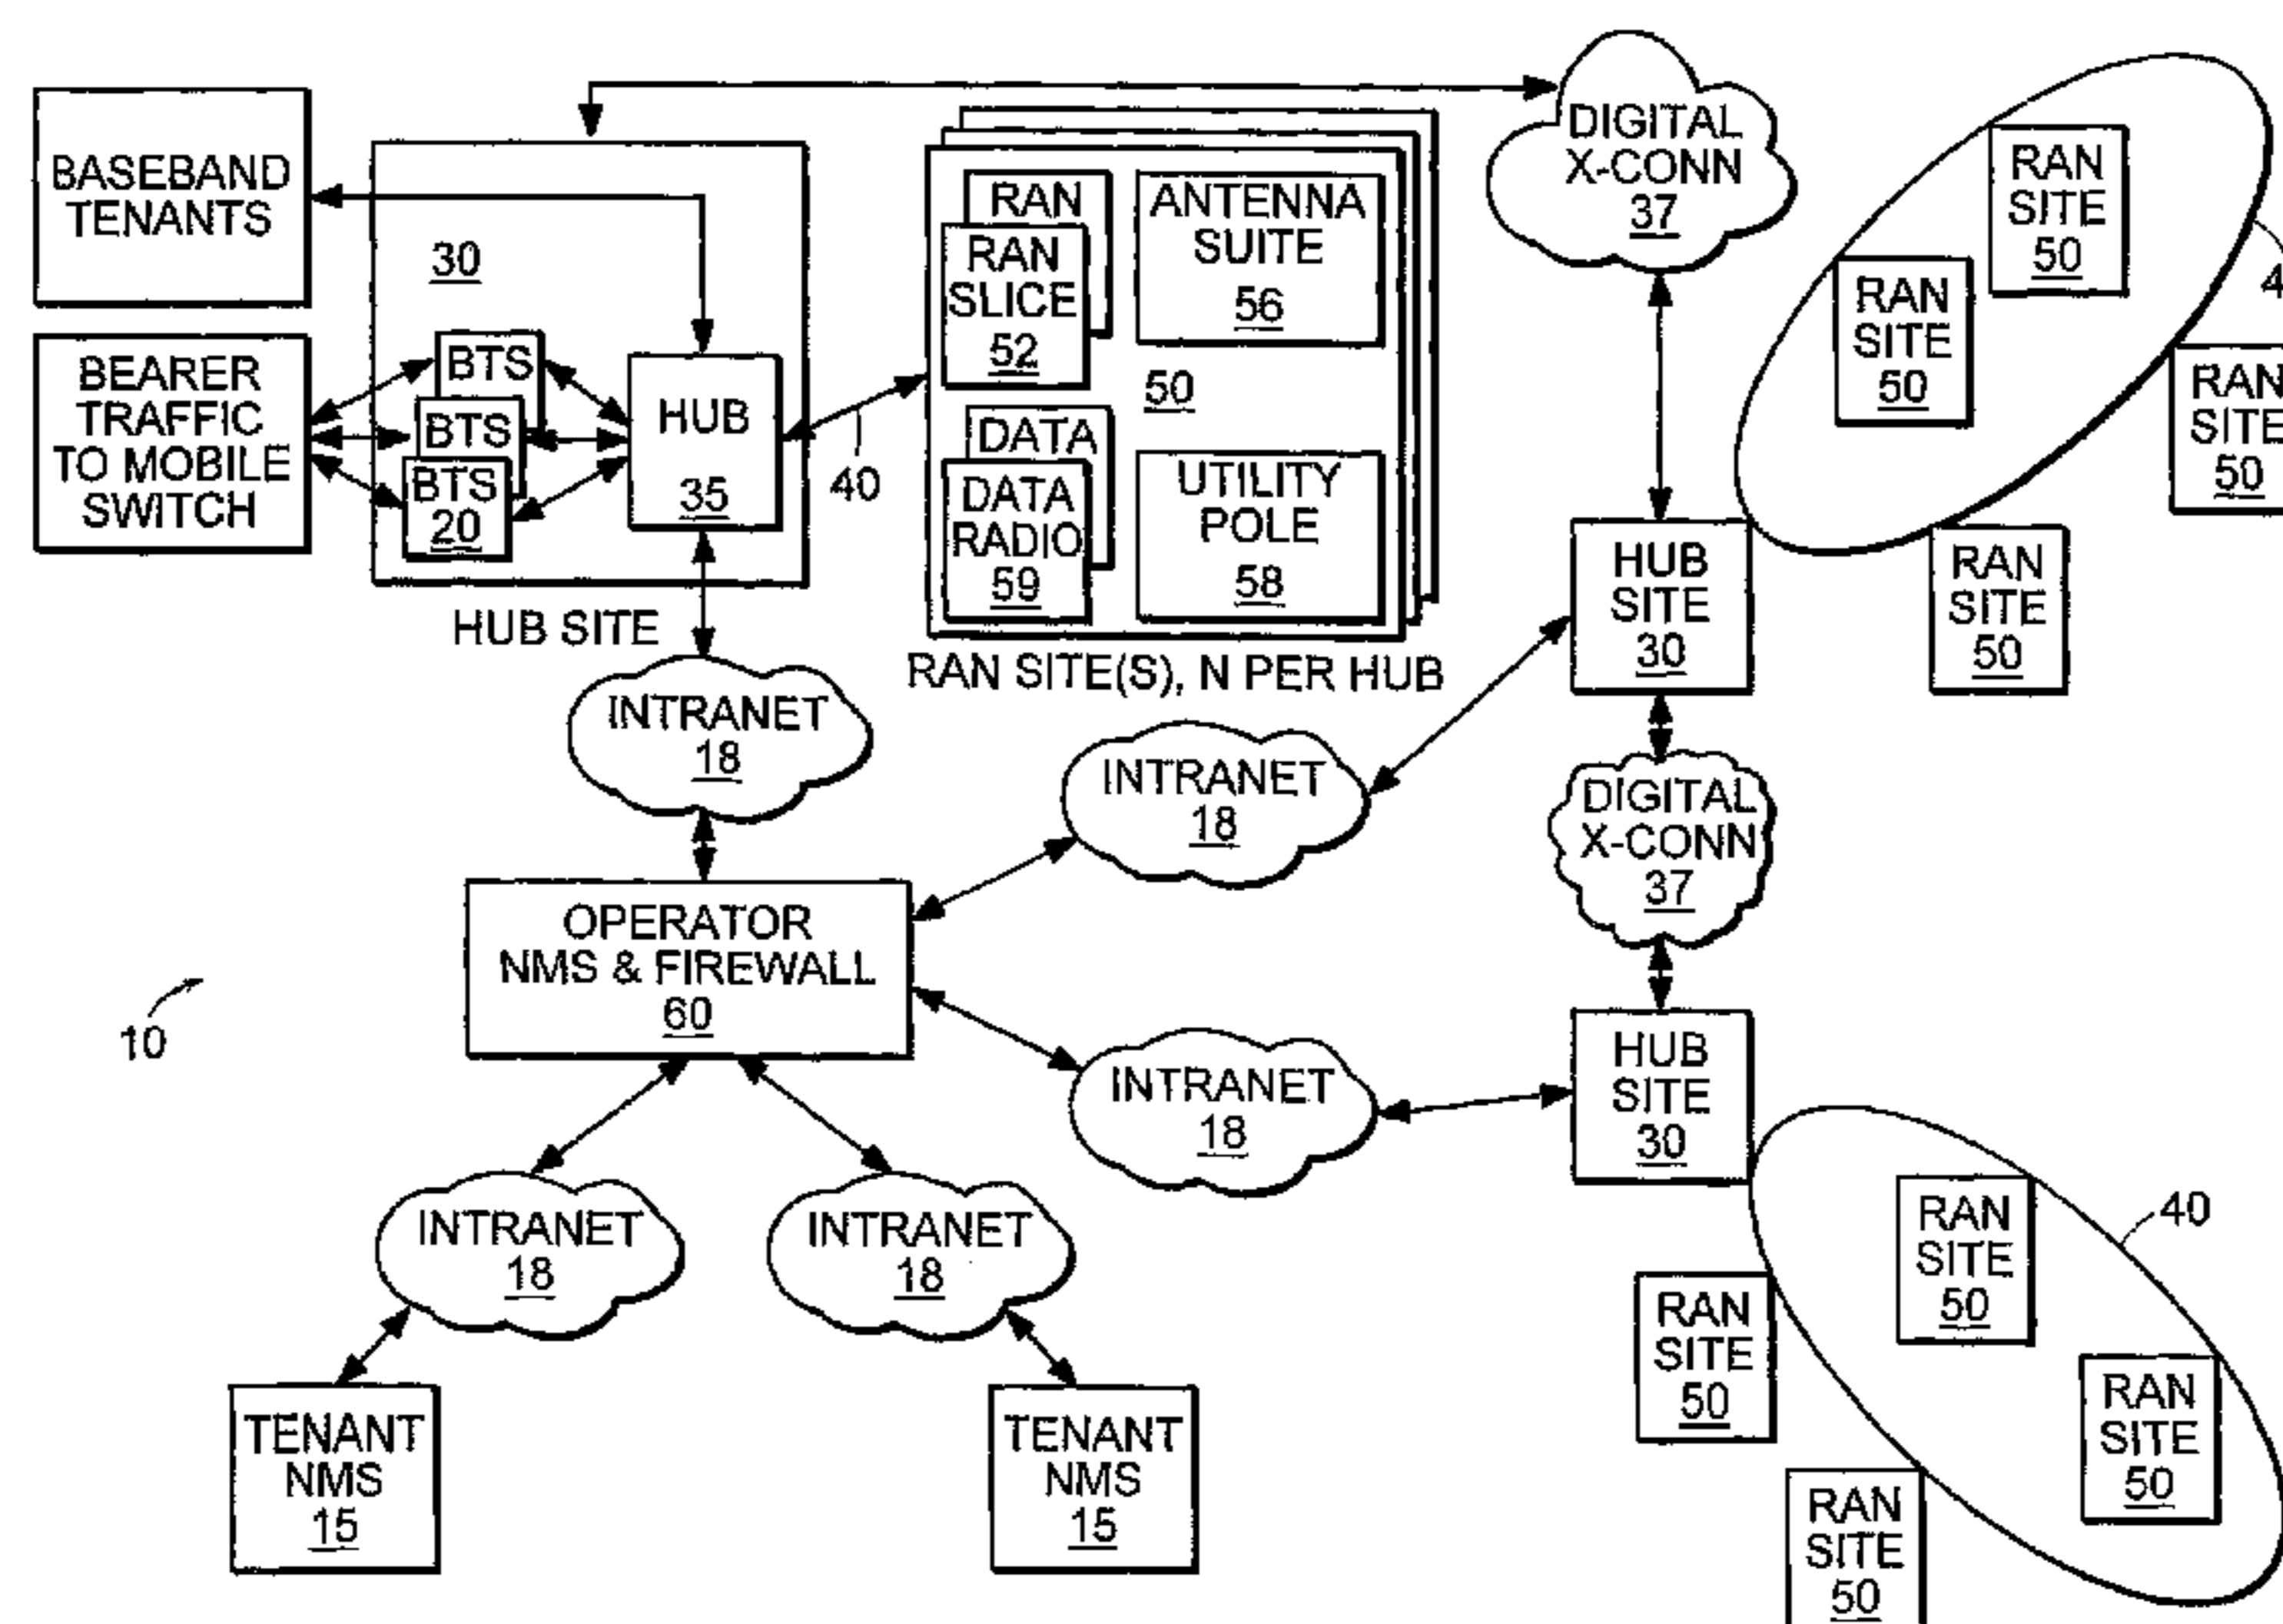 BASEBAND
TENANTS
BEARER
TRAFFIC
TO MOBILE
SWITCH
30
BTS
BTS
BTS
20
HUB
35
HUB SITE
40
RAN
RAN
SLICE
52
ANTENNA
SUITE
56
50
DATA
DATA
RADIO
59
UTILITY
POLE
58
RAN SITE(S), N PER HUB
DIGITAL
X-CONN
37
RAN
SITE
50
RAN
SITE
50
4
RAN
SITE
50
RAN
SITE
50
HUB
SITE
30
INTRANET
18
INTRANET
18
DIGITAL
X-CONN
37
OPERATOR
NMS & FIREWALL
60
10
INTRANET
18
HUB
SITE
30
INTRANET
18
INTRANET
18
RAN
SITE
50
40
RAN
SITE
50
RAN
SITE
50
RAN
SITE
50
TENANT
NMS
15
TENANT
NMS
15